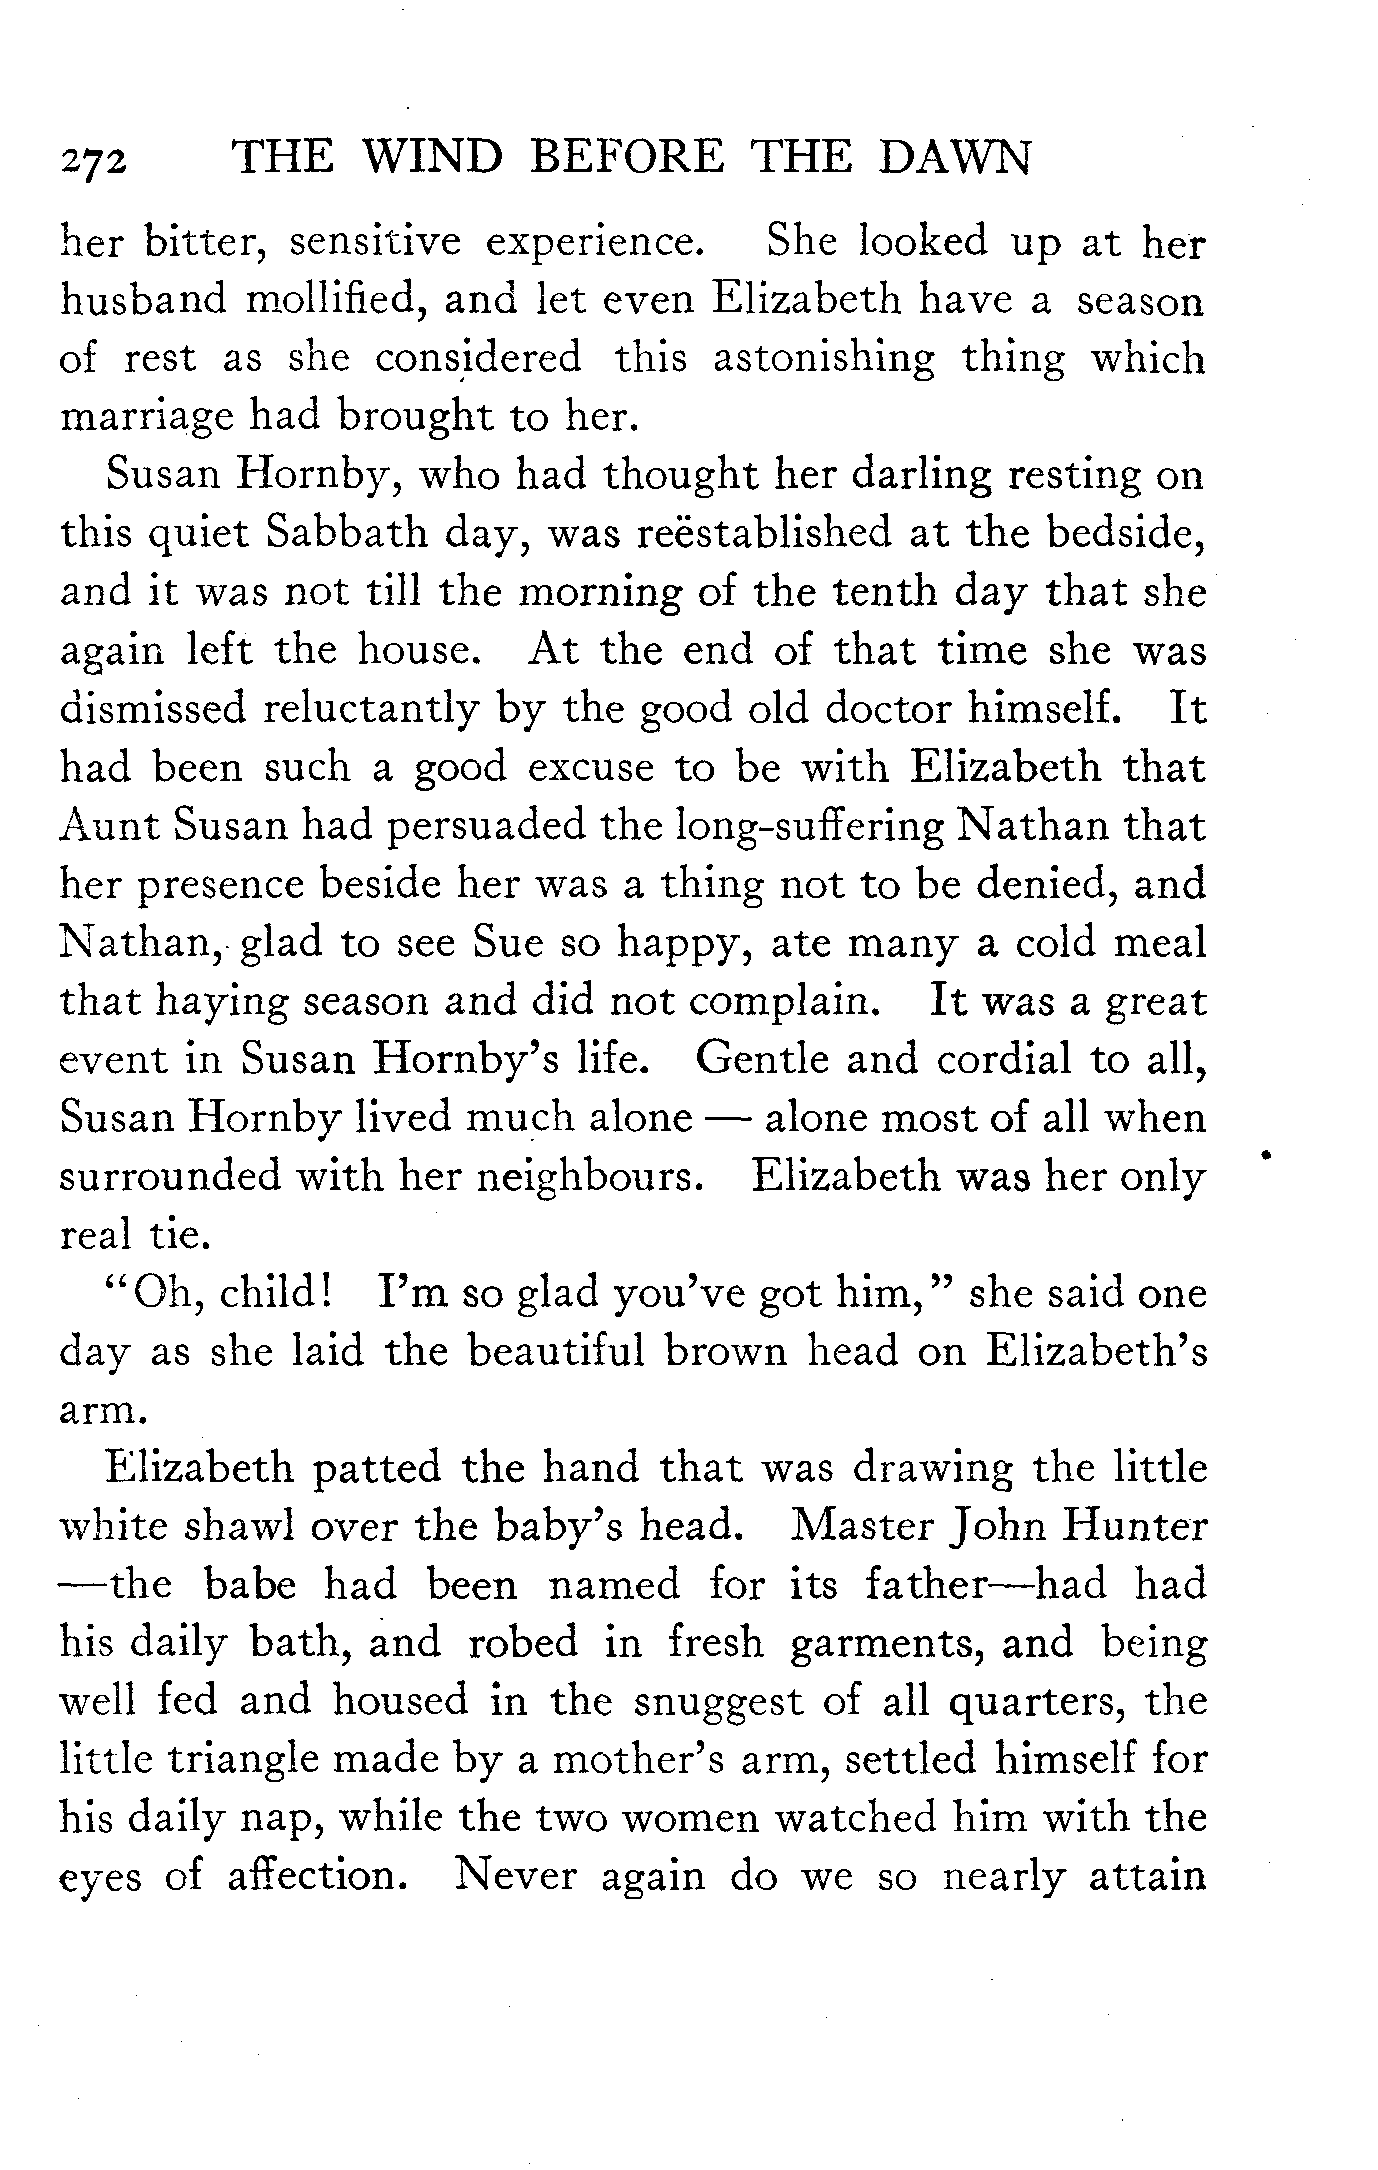 272 THE WIND BEFORE THE DAWN
her bitter, sensitive experience. She looked up at her
husband mollified, and let even Elizabeth have a season
of rest as she considered this astonishing thing which
marriage had brought to her.
Susan Hornby, who had thought her darling resting on
this quiet Sabbath day, was reëstablished at the bedside,
and it was not till the morning of the tenth day that she
again left the house. At the end of that time she was
dismissed reluctantly by the good old doctor himself. It
had been such a good excuse to be with Elizabeth that
Aunt Susan had persuaded the long-suffering Nathan that
her presence beside her was a thing not to be denied, and
Nathan, glad to see Sue so happy, ate many a cold meal
that haying season and did not complain. It was a great
event in Susan Hornby's life. Gentle and cordial to all,
Susan Hornby lived much alone — alone most of all when
surrounded with her neighbours. Elizabeth was her only
real tie.
"Oh, child! I'm so glad you've got him," she said one
day as she laid the beautiful brown head on Elizabeth's
arm.
Elizabeth patted the hand that was drawing the little
white shawl over the baby's head. Master John Hunter
—the babe had been named for its father—had had
his daily bath, and robed in fresh garments, and being
well fed and housed in the snuggest of all quarters, the
little triangle made by a mother's arm, settled himself for
his daily nap, while the two women watched him with the
eyes of affection. Never again do we so nearly attain